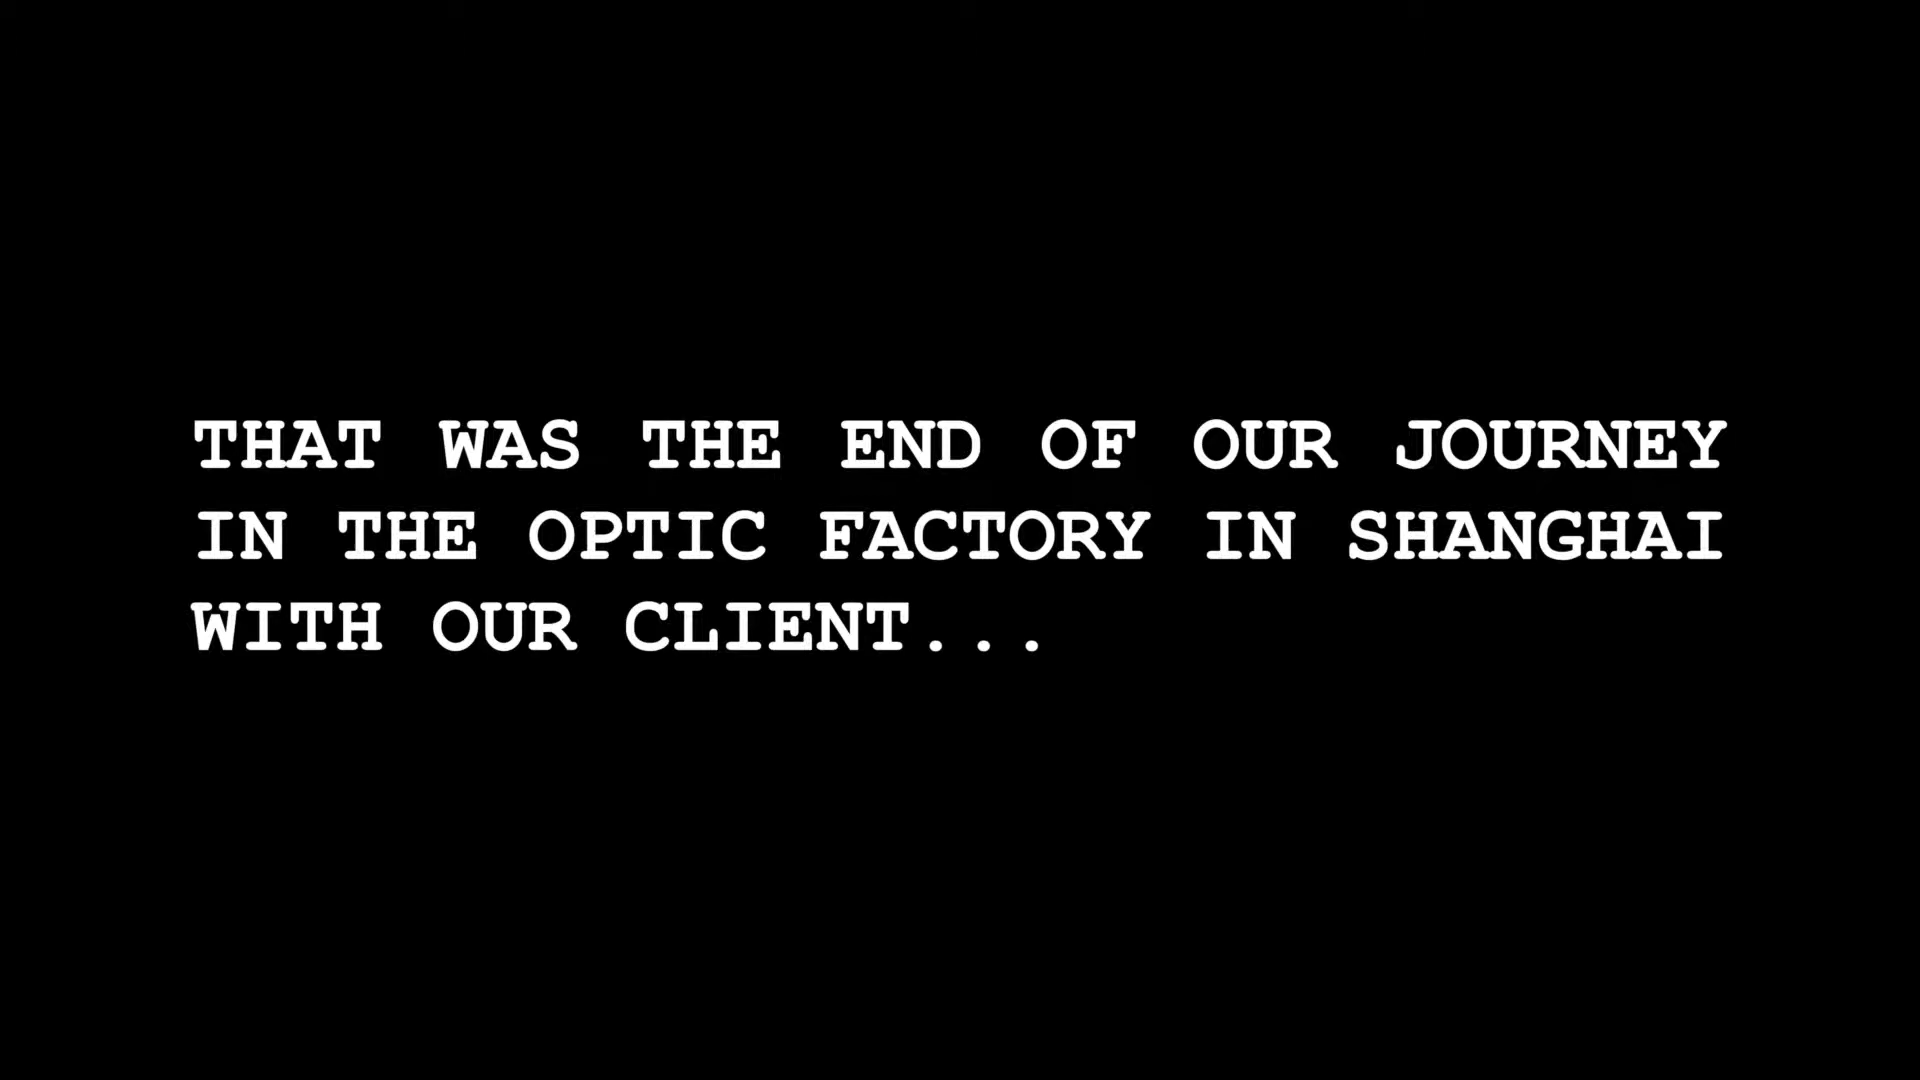 THAT WAS THE END OF OUR JOURNEY
IN THE OPTIC FACTORY IN SHANGHAI
WITH OUR CLIENT...